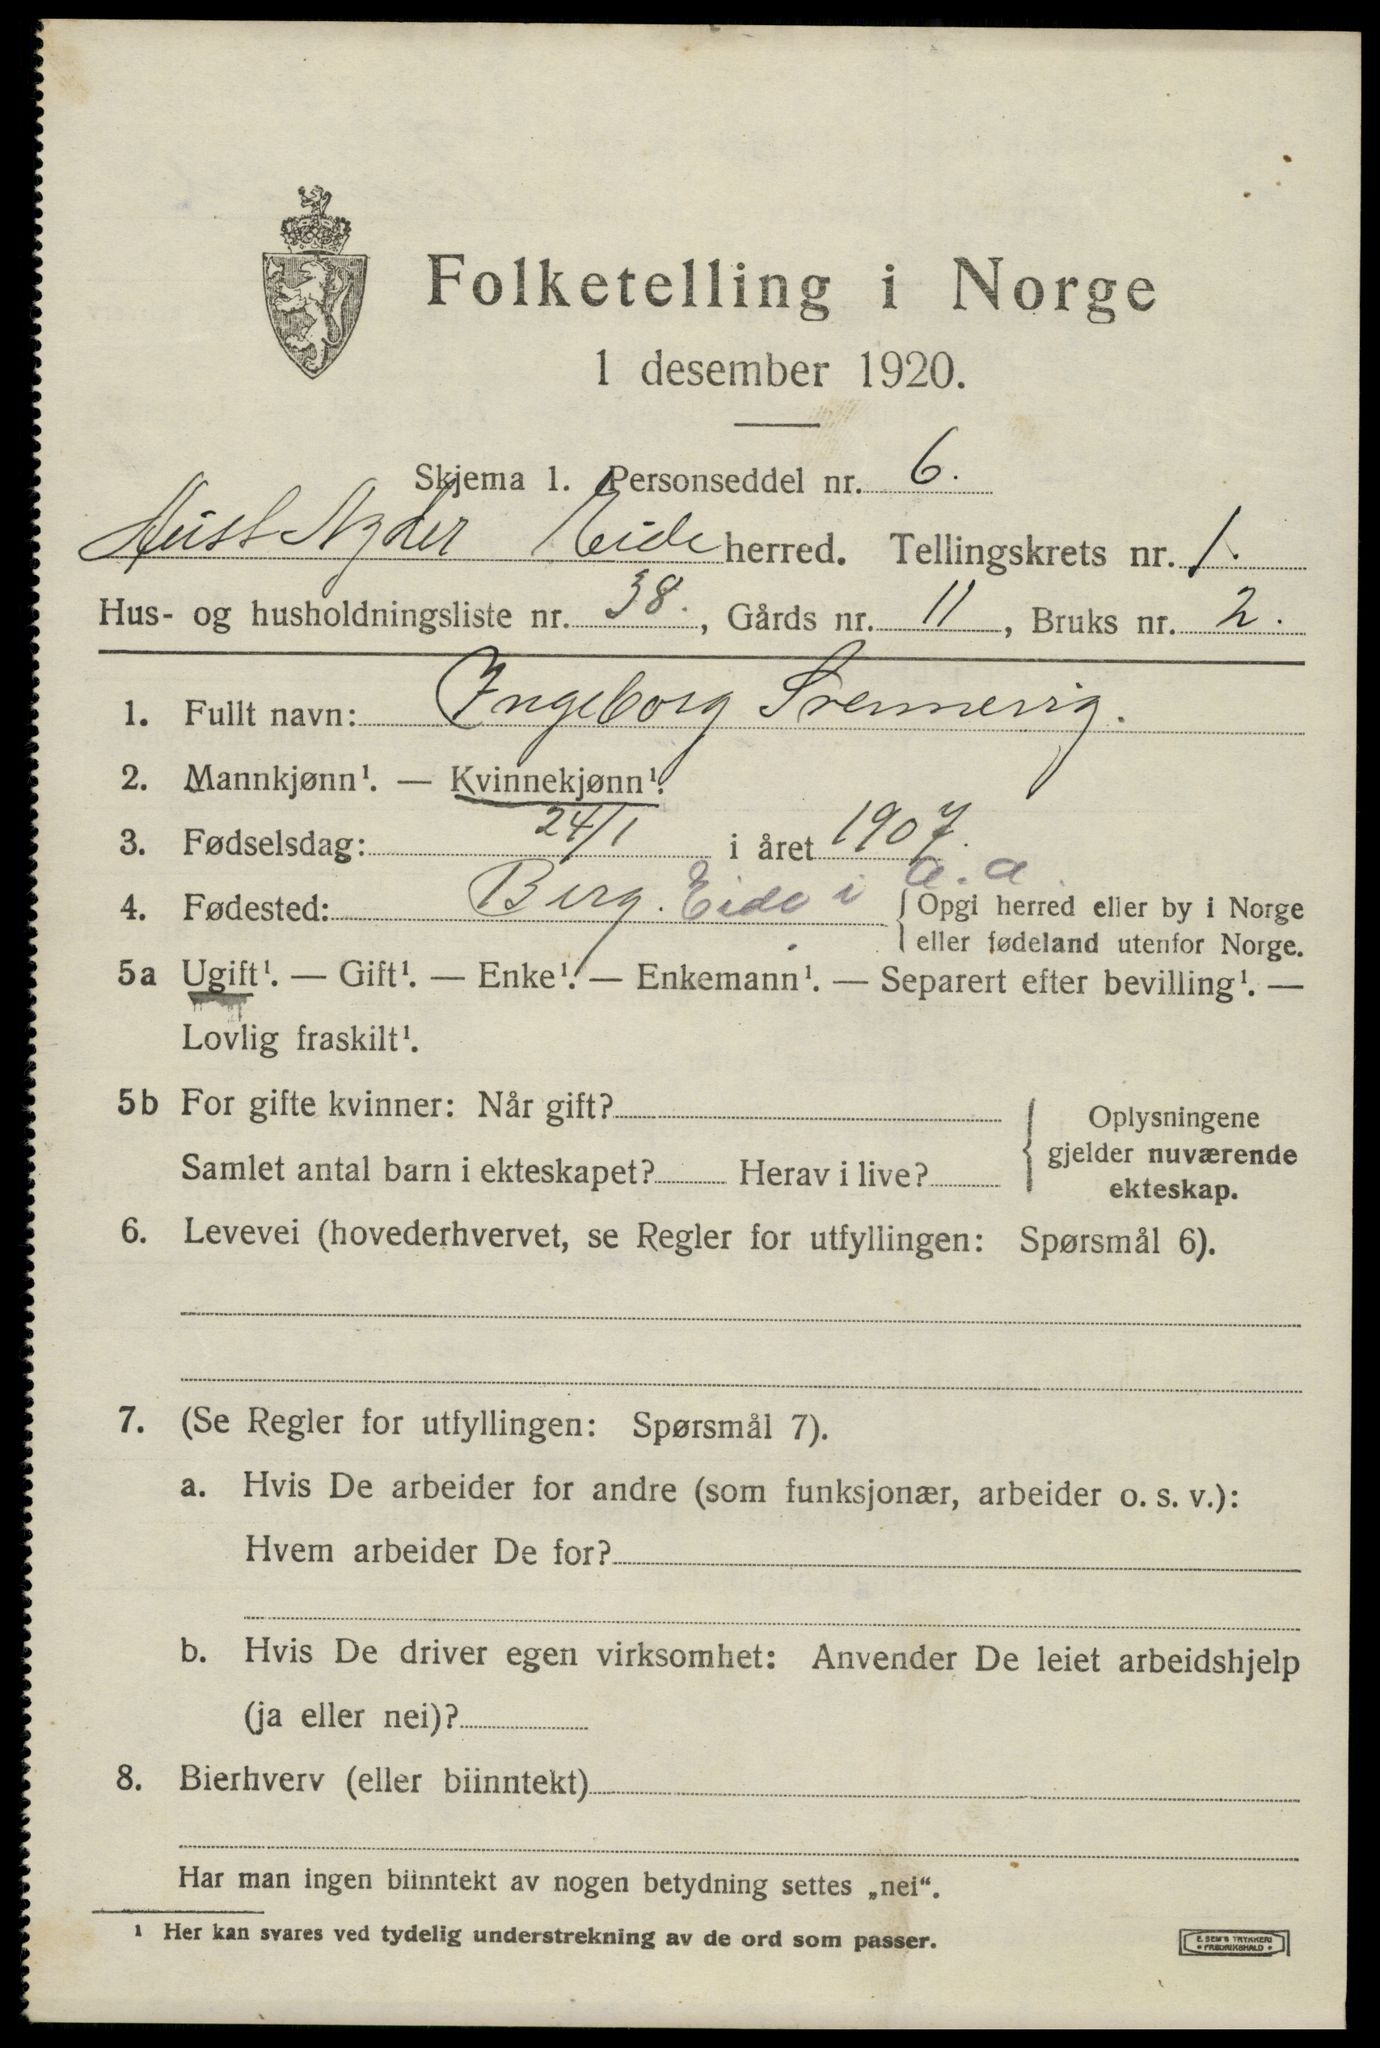 Folketelling i Norge
1 desember 1920.
Skjema 1. Personseddel nr. 6.
Aust Agder Eide herred. Tellingskrets nr. 1.
Hus- og husholdningsliste nr. 38., Gårds nr. 11, Bruks nr. 2.
1. Fullt navn: Ingeborg Svennevig.
2. Mannkjønn¹. — Kvinnekjønn¹.
3. Fødselsdag: 24/1 i året 1907.
4. Fødested: Berg. Eide i A.A. {Opgi herred eller by i Norge
eller fødeland utenfor Norge.
5a Ugift¹. — Gift¹. — Enke¹. — Enkemann¹. — Separert efter bevilling¹. —
Lovlig fraskilt¹.
5b For gifte kvinner: Når gift?
Samlet antal barn i ekteskapet? Herav i live?
{Oplysningene
gjelder nuværende
ekteskap.
6. Levevei (hovederhvervet, se Regler for utfyllingen: Spørsmål 6).
7. (Se Regler for utfyllingen: Spørsmål 7).
a. Hvis De arbeider for andre (som funksjonær, arbeider o. s. v.):
Hvem arbeider De for?
b. Hvis De driver egen virksomhet: Anvender De leiet arbeidshjelp
(ja eller nei)?
8. Bierhverv (eller biinntekt)
Har man ingen biinntekt av nogen betydning settes „nei“.
1 Her kan svares ved tydelig understrekning av de ord som passer.
E. SEM'S TRYKKERI
• FREDRIKSHALD •